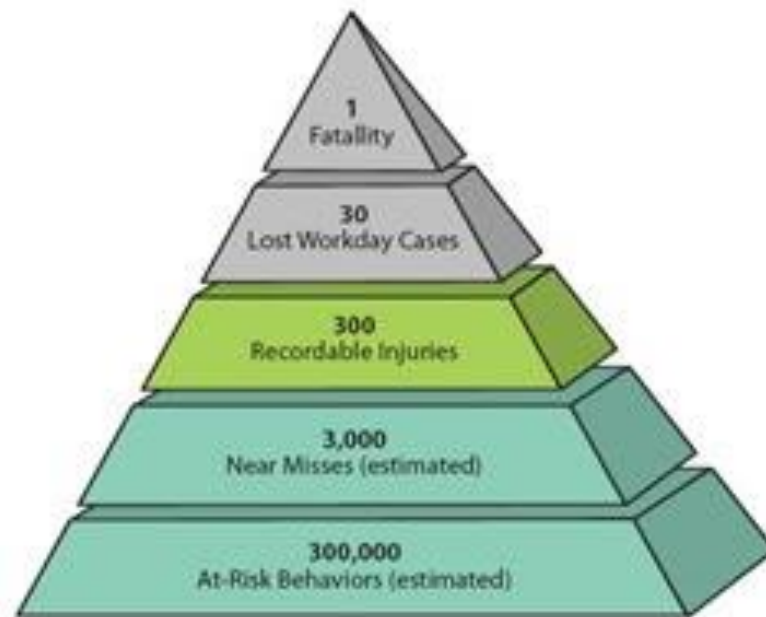 1
Fatallity
30
Lost Workday Cases
300
Recordable Injuries
3,000
Near Misses (estimated)
300,000
At-Risk Behaviors (estimated)